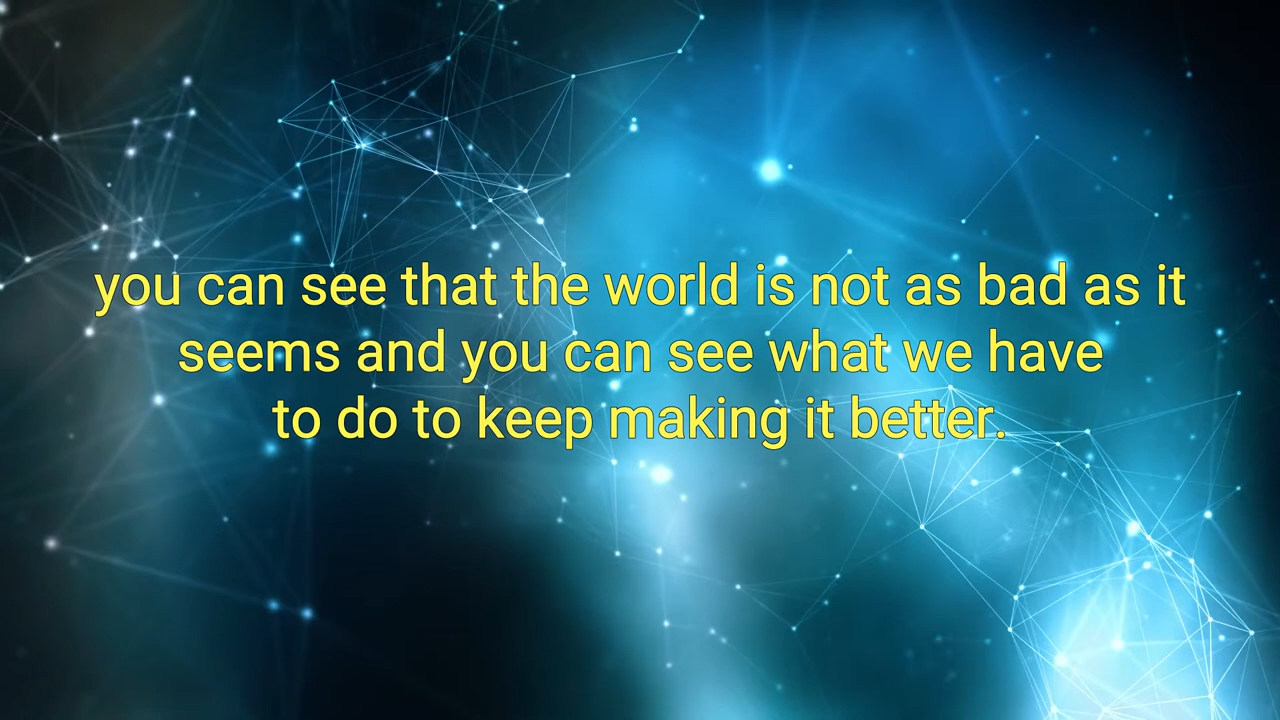 you can see that the world is not as bad as it
seems and you can see what we have
to do to keep making it better.